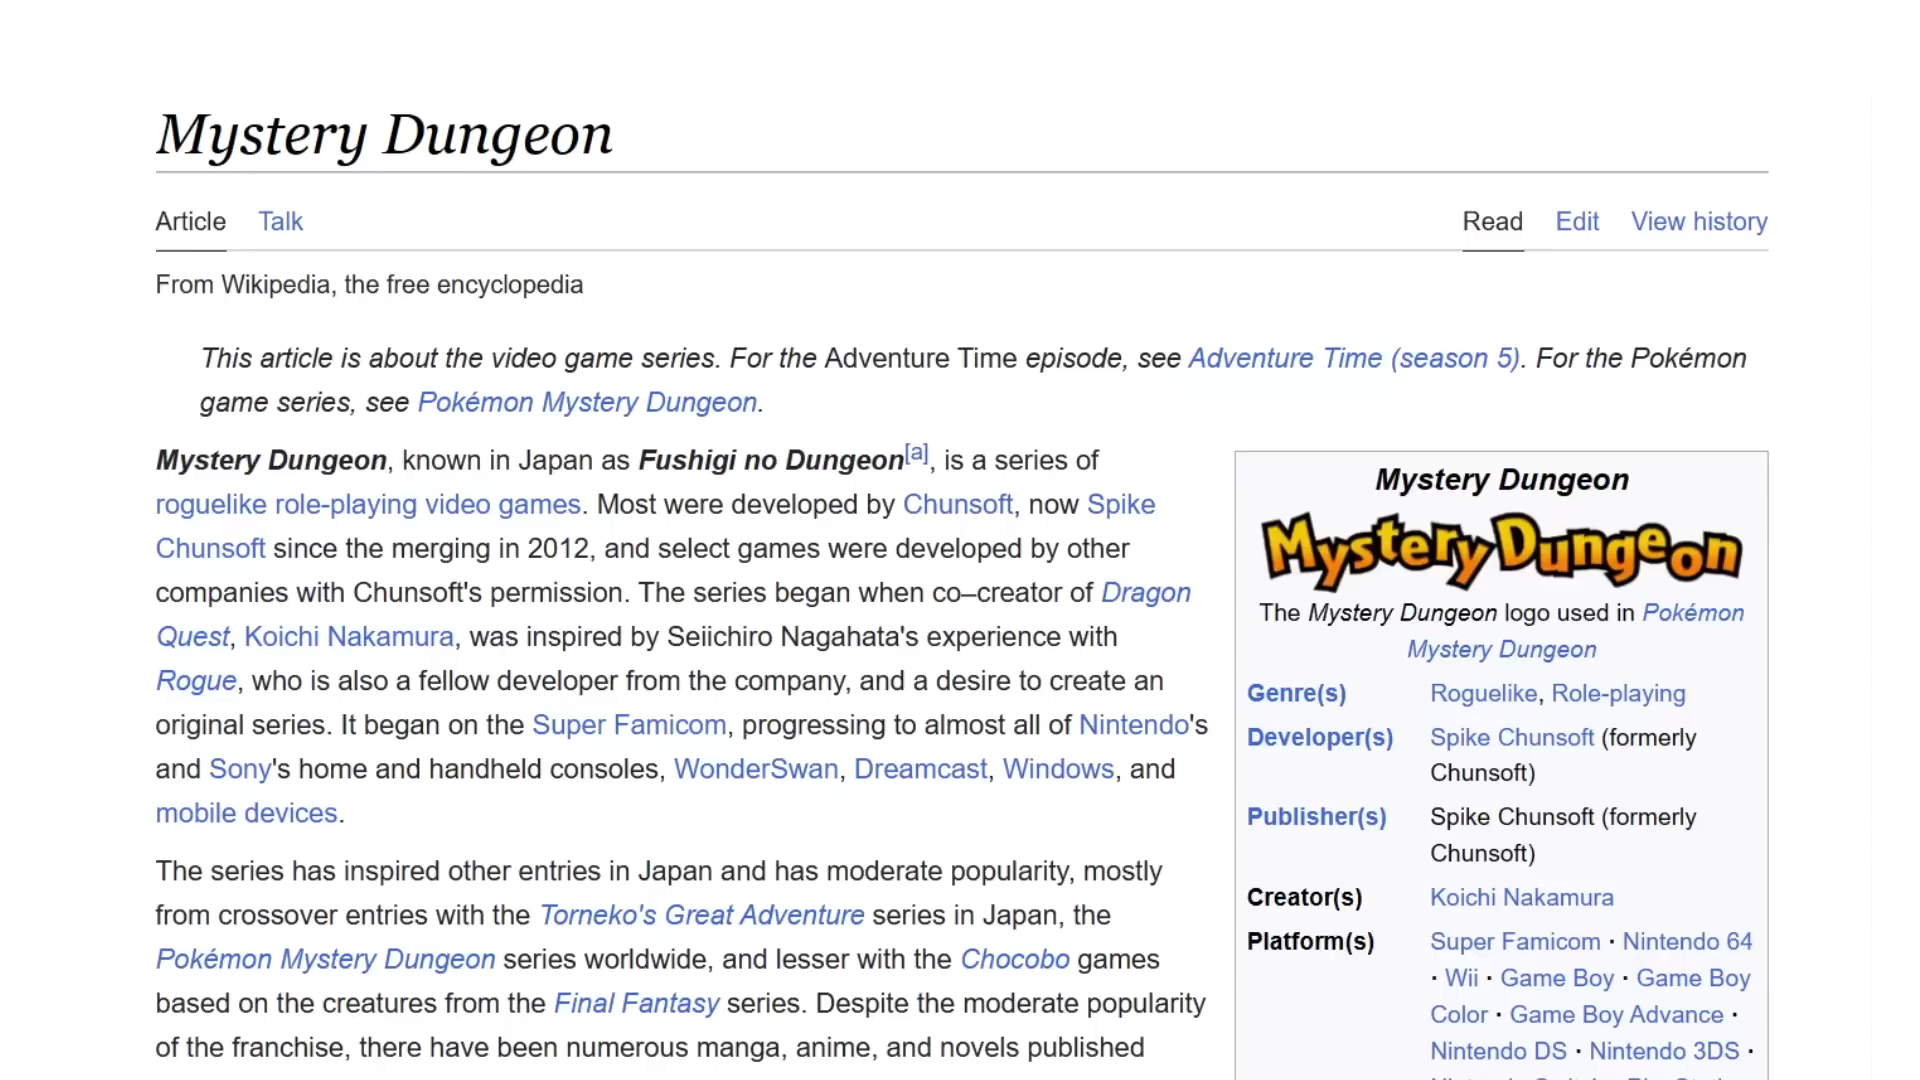 Mystery Dungeon
Article Talk Read Edit View history
From Wikipedia, the free encyclopedia
This article is about the video game series. For the Adventure Time episode, see Adventure Time (season 5). For the Pokémon
game series, see Pokémon Mystery Dungeon.
Mystery Dungeon, known in Japan as Fushigi no Dungeon[a], is a series of
roguelike role-playing video games. Most were developed by Chunsoft, now Spike
Chunsoft since the merging in 2012, and select games were developed by other
companies with Chunsoft's permission. The series began when co–creator of Dragon
Quest, Koichi Nakamura, was inspired by Seiichiro Nagahata's experience with
Rogue, who is also a fellow developer from the company, and a desire to create an
original series. It began on the Super Famicom, progressing to almost all of Nintendo's
and Sony's home and handheld consoles, WonderSwan, Dreamcast, Windows, and
mobile devices.
The series has inspired other entries in Japan and has moderate popularity, mostly
from crossover entries with the Torneko's Great Adventure series in Japan, the
Pokémon Mystery Dungeon series worldwide, and lesser with the Chocobo games
based on the creatures from the Final Fantasy series. Despite the moderate popularity
of the franchise, there have been numerous manga, anime, and novels published
Mystery Dungeon
Mystery Dungeon
The Mystery Dungeon logo used in Pokémon
Mystery Dungeon
Genre(s) Roguelike, Role-playing
Developer(s) Spike Chunsoft (formerly
Chunsoft)
Publisher(s) Spike Chunsoft (formerly
Chunsoft)
Creator(s) Koichi Nakamura
Platform(s) Super Famicom · Nintendo 64
· Wii · Game Boy · Game Boy
Color · Game Boy Advance ·
Nintendo DS · Nintendo 3DS ·